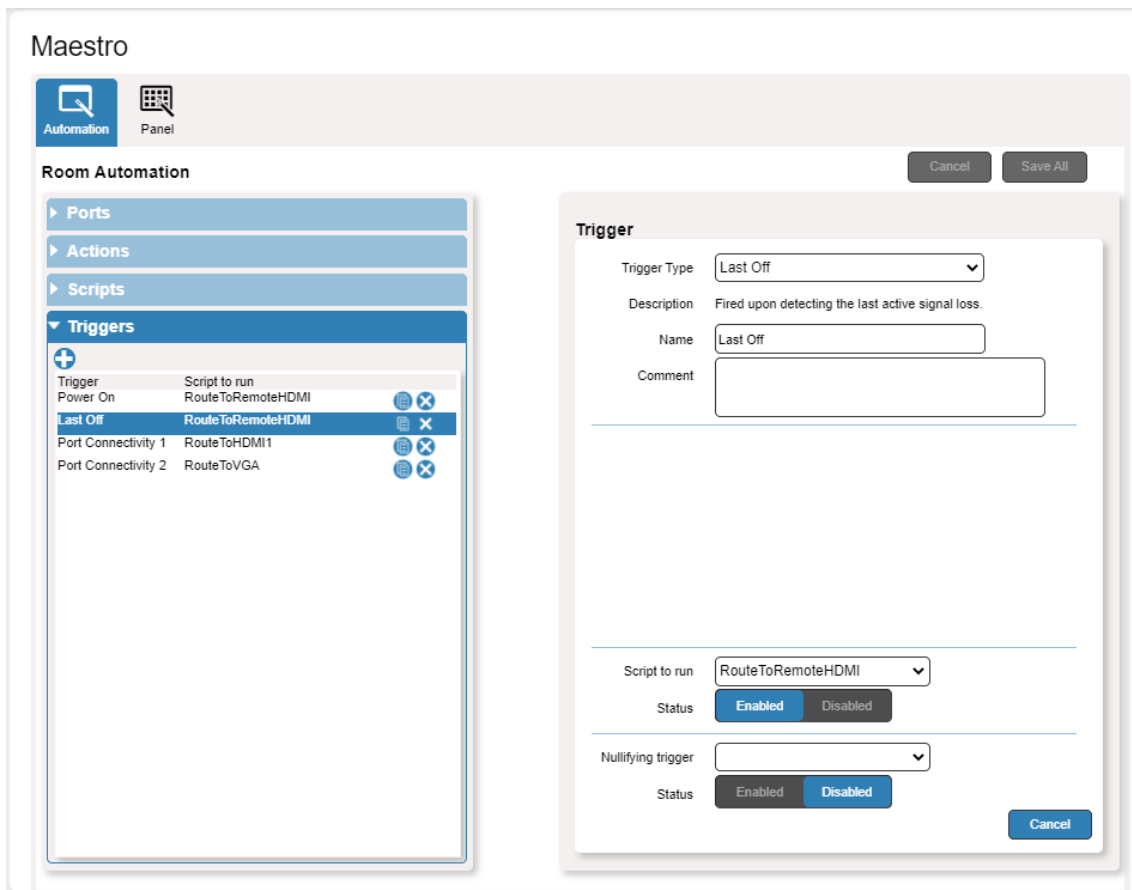 Maestro
Automation
Panel
Room Automation
Cancel
Save All
Ports
Actions
Scripts
Triggers
Trigger Script to run
Power On RouteToRemoteHDMI
Last Off RouteToRemoteHDMI
Port Connectivity 1 RouteToHDMI1
Port Connectivity 2 RouteToVGA
Trigger
Trigger Type Last Off
Description Fired upon detecting the last active signal loss.
Name Last Off
Comment
Script to run RouteToRemoteHDMI
Status Enabled Disabled
Nullifying trigger
Status Enabled Disabled
Cancel